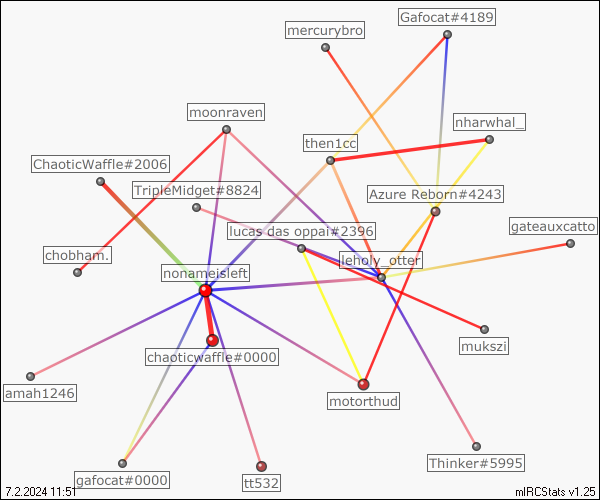 Gafocat#4189
mercurybro
moonraven
nharwhal_
then1cc
ChaoticWaffle#2006
TripleMidget#8824
Azure Reborn#4243
lucas das oppai#2396
gateauxcatto
chobham.
leholy_otter
nonameisleft
mukszi
chaoticwaffle#0000
amah1246
motorthud
Thinker#5995
gafocat#0000
tt532
7.2.2024 11:51
mIRCStats v1.25